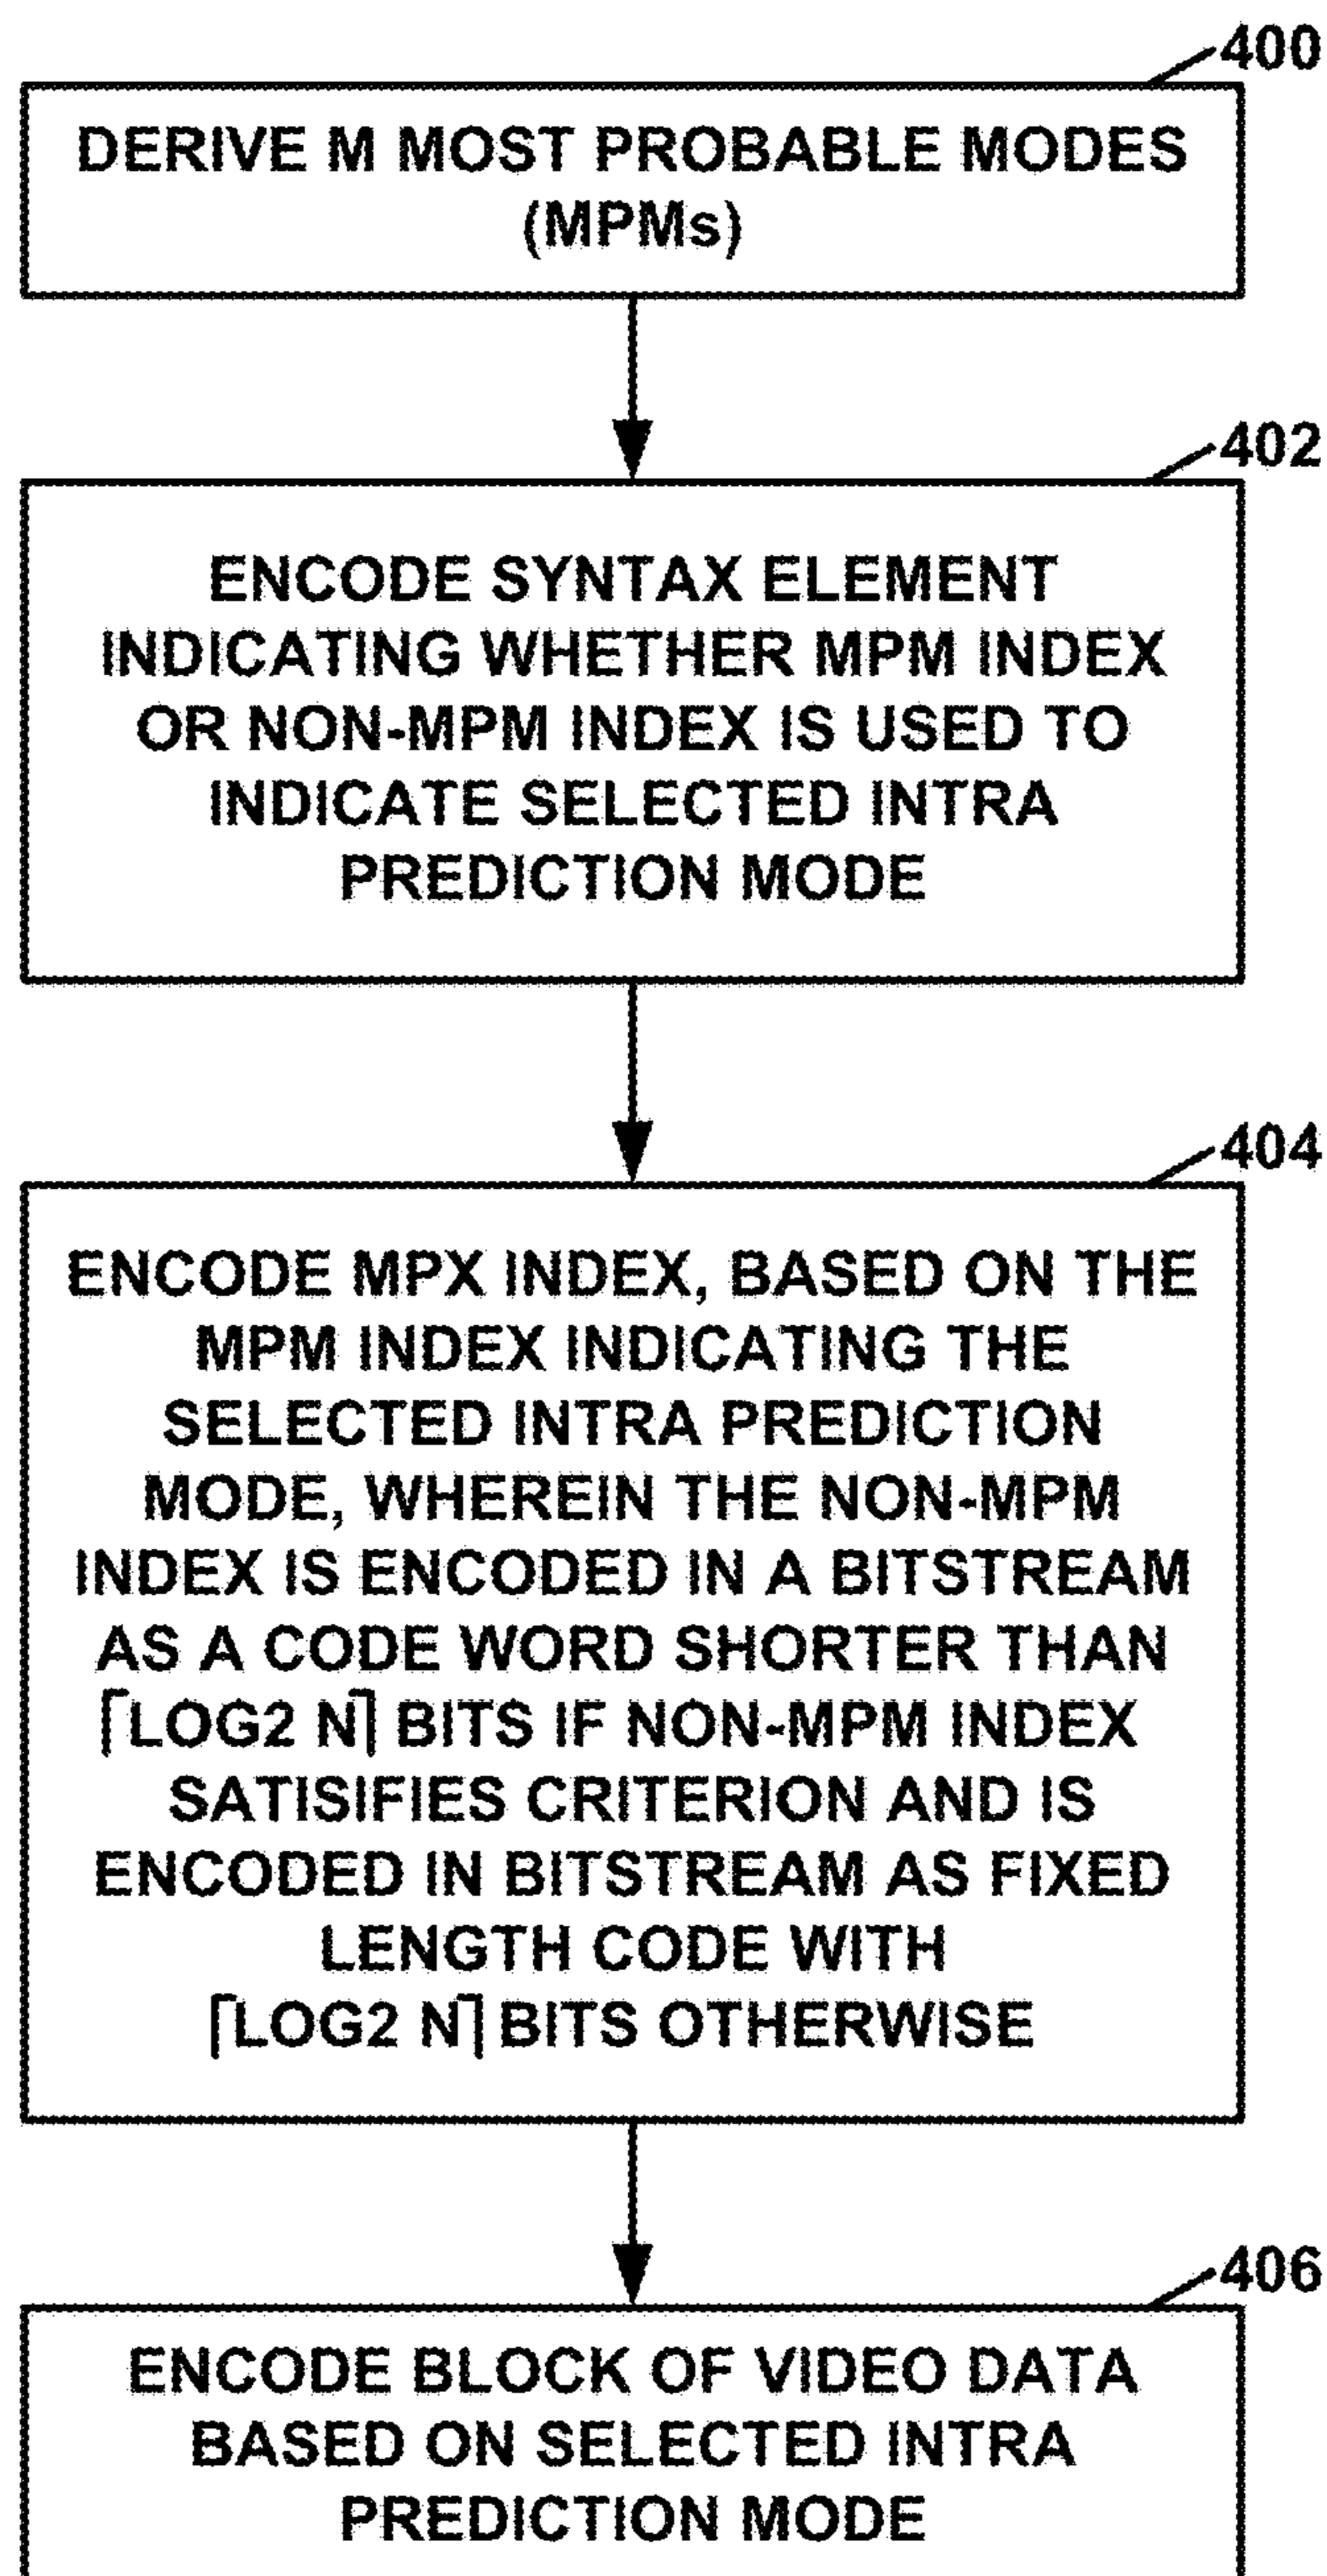 400
DERIVE M MOST PROBABLE MODES
(MPMs)
402
ENCODE SYNTAX ELEMENT
INDICATING WHETHER MPM INDEX
OR NON-MPM INDEX IS USED TO
INDICATE SELECTED INTRA
PREDICTION MODE
404
ENCODE MPX INDEX, BASED ON THE
MPM INDEX INDICATING THE
SELECTED INTRA PREDICTION
MODE, WHEREIN THE NON-MPM
INDEX IS ENCODED IN A BITSTREAM
AS A CODE WORD SHORTER THAN
⌈LOG2 N⌉ BITS IF NON-MPM INDEX
SATISIFIES CRITERION AND IS
ENCODED IN BITSTREAM AS FIXED
LENGTH CODE WITH
⌈LOG2 N⌉ BITS OTHERWISE
406
ENCODE BLOCK OF VIDEO DATA
BASED ON SELECTED INTRA
PREDICTION MODE